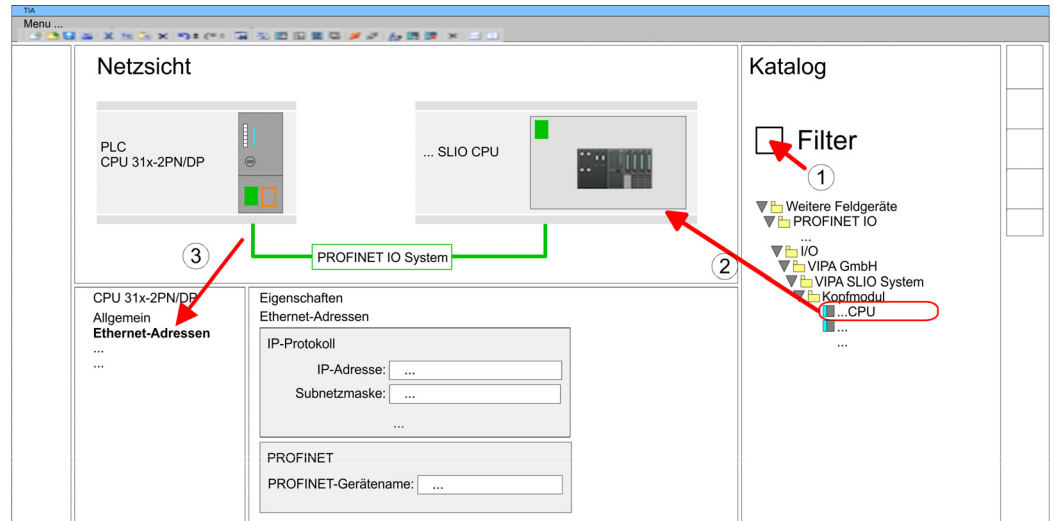 TIA
Menu ...
Netzsicht
PLC
CPU 31x-2PN/DP
... SLIO CPU
PROFINET IO System
3
2
Katalog
Filter
1
Weitere Feldgeräte
PROFINET IO
...
I/O
VIPA GmbH
VIPA SLIO System
Kopfmodul
...CPU
...
...
CPU 31x-2PN/DP
Allgemein
Ethernet-Adressen
...
...
Eigenschaften
Ethernet-Adressen
IP-Protokoll
IP-Adresse: ...
Subnetzmaske: ...
...
PROFINET
PROFINET-Gerätename: ...